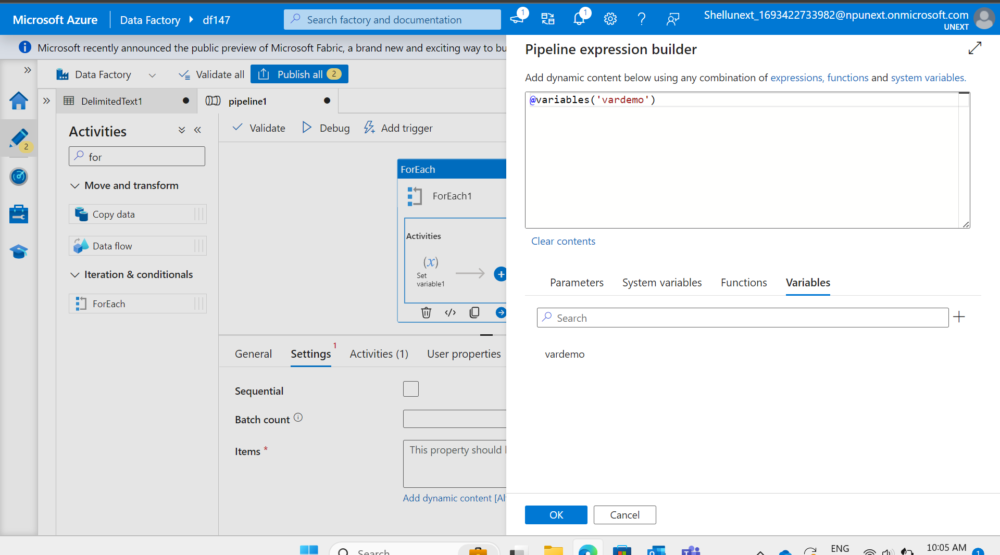 Microsoft Azure
Data Factory
df147
Search factory and documentation
1
1
Shellunext_1693422733982@npunext.onmicrosoft.com
UNEXT
Microsoft recently announced the public preview of Microsoft Fabric, a brand new and exciting way to bu
Data Factory
Validate all
Publish all 2
DelimitedText1
pipeline1
2
Activities
for
Move and transform
Copy data
Data flow
Iteration & conditionals
ForEach
Validate
Debug
Add trigger
ForEach
ForEach1
Activities
(x)
Set
variable1
General
Settings 1
Activities (1)
User properties
Sequential
Batch count
Items *
This property should
Add dynamic content [Al
Pipeline expression builder
Add dynamic content below using any combination of expressions, functions and system variables.
@variables('vardemo')
Clear contents
Parameters
System variables
Functions
Variables
Search
vardemo
OK
Cancel
Search
ENG
10:05 AM
1